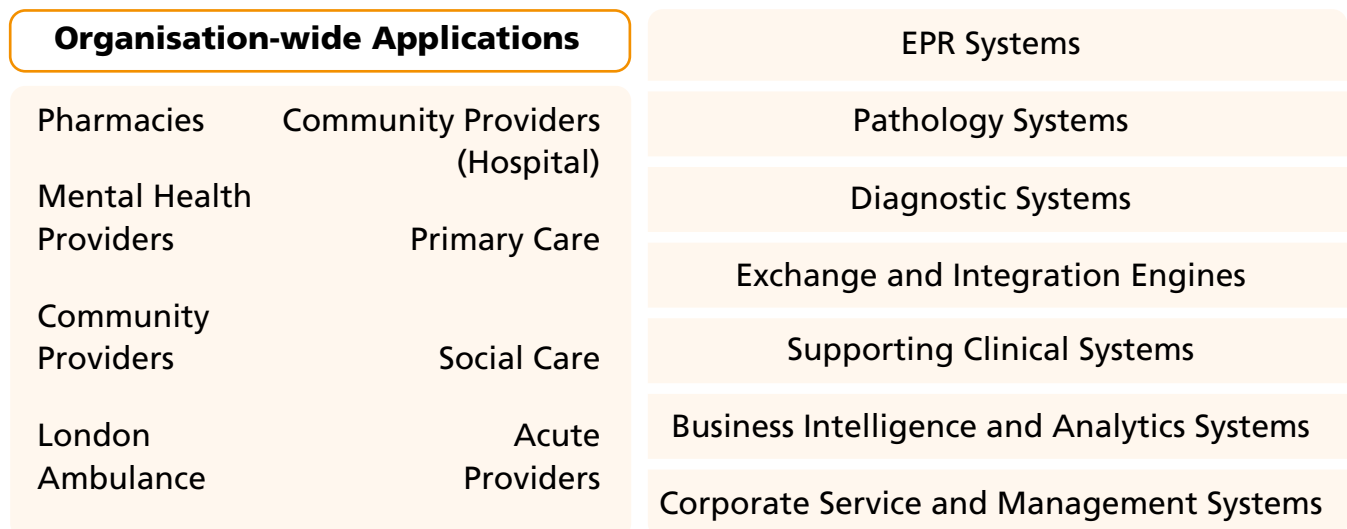 Organisation-wide Applications
Pharmacies
Community Providers
(Hospital)
Mental Health
Providers
Primary Care
Community
Providers
Social Care
London
Ambulance
Acute
Providers
EPR Systems
Pathology Systems
Diagnostic Systems
Exchange and Integration Engines
Supporting Clinical Systems
Business Intelligence and Analytics Systems
Corporate Service and Management Systems